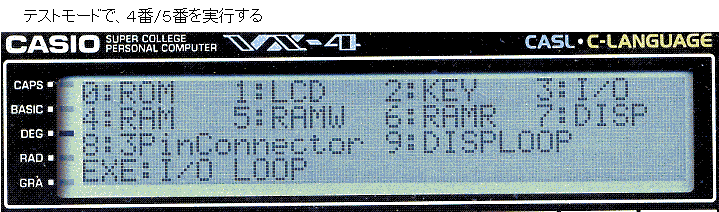 テストモードで、４番/５番を実行する
CASIO SUPER COLLEGE PERSONAL COMPUTER VX-4 CASL・C-LANGUAGE
CAPS 0:ROM 1:LCD 2:KEY 3:I/O
BASIC 4:RAM 5:RAMW 6:RAMR 7:DISP
DEG 8:3PinConnector 9:DISPLOOP
RAD EXE:I/O LOOP
GRA